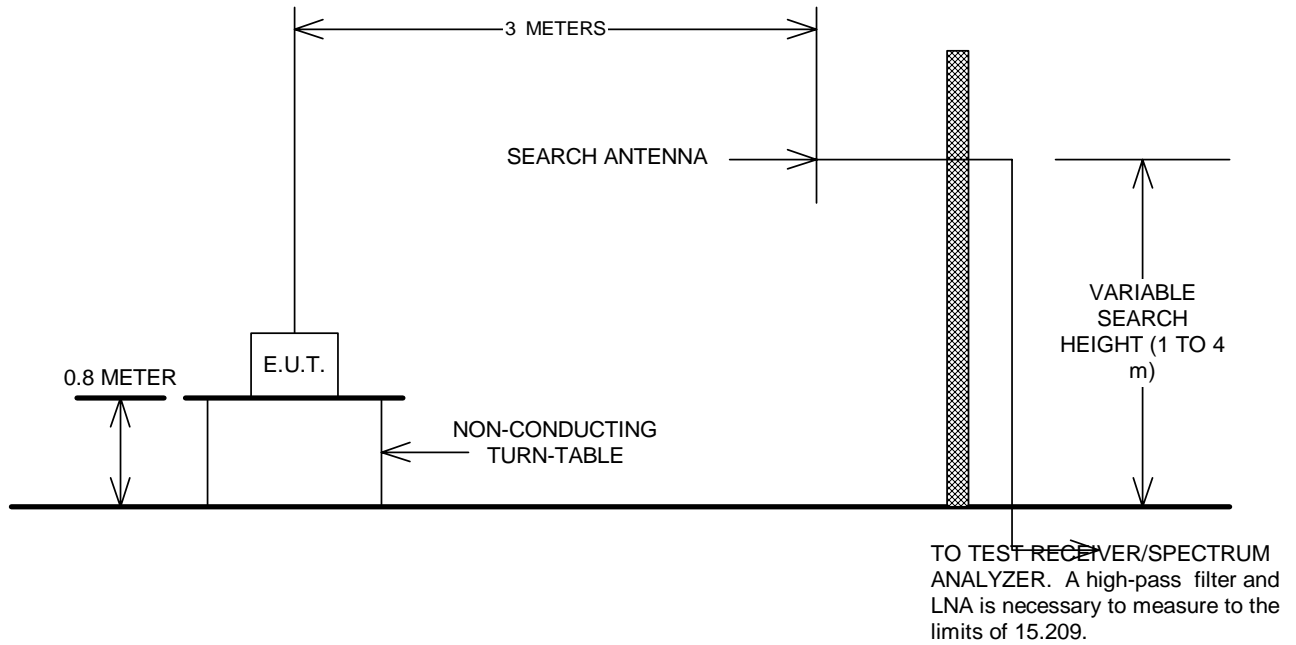 3 METERS
SEARCH ANTENNA
VARIABLE
SEARCH
HEIGHT (1 TO 4
m)
E.U.T.
0.8 METER
NON-CONDUCTING
TURN-TABLE
TO TEST RECEIVER/SPECTRUM
ANALYZER. A high-pass filter and
LNA is necessary to measure to the
limits of 15.209.